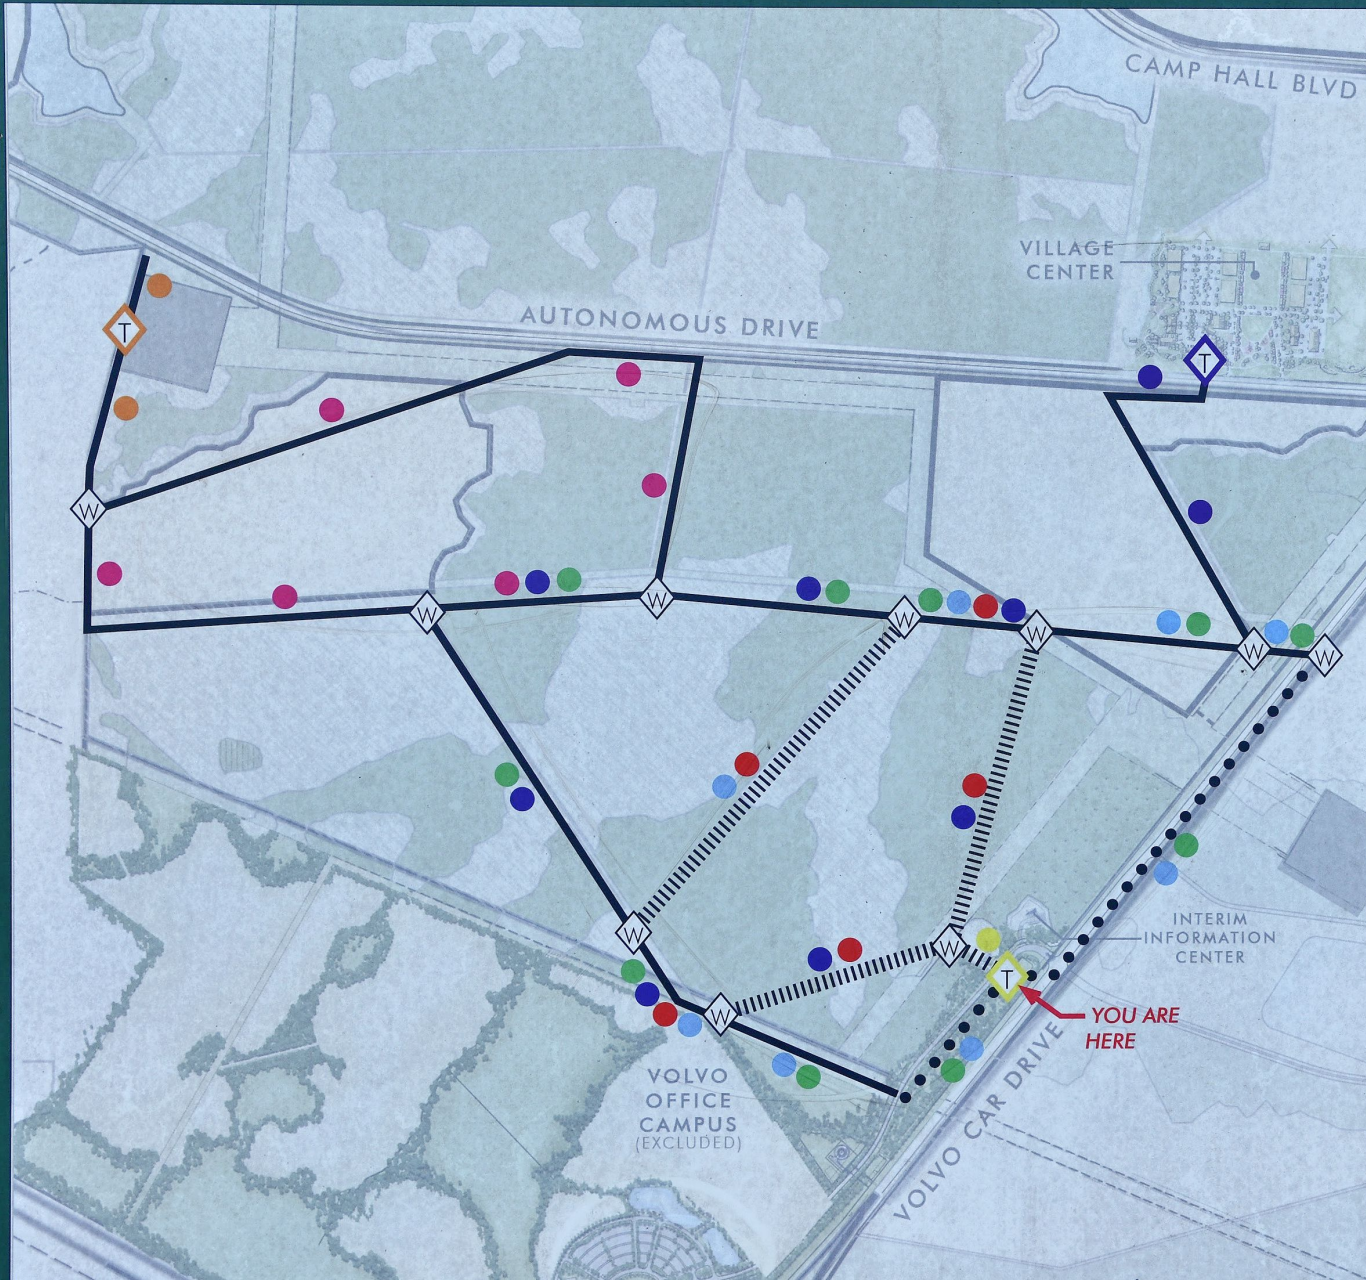 CAMP HALL BLVD
VILLAGE
CENTER
AUTONOMOUS DRIVE
T
T
W
W
W
W
W
W
W
W
W
W
T
INTERIM
INFORMATION
CENTER
YOU ARE
HERE
VOLVO
OFFICE
CAMPUS
(EXCLUDED)
VOLVO CAR DRIVE